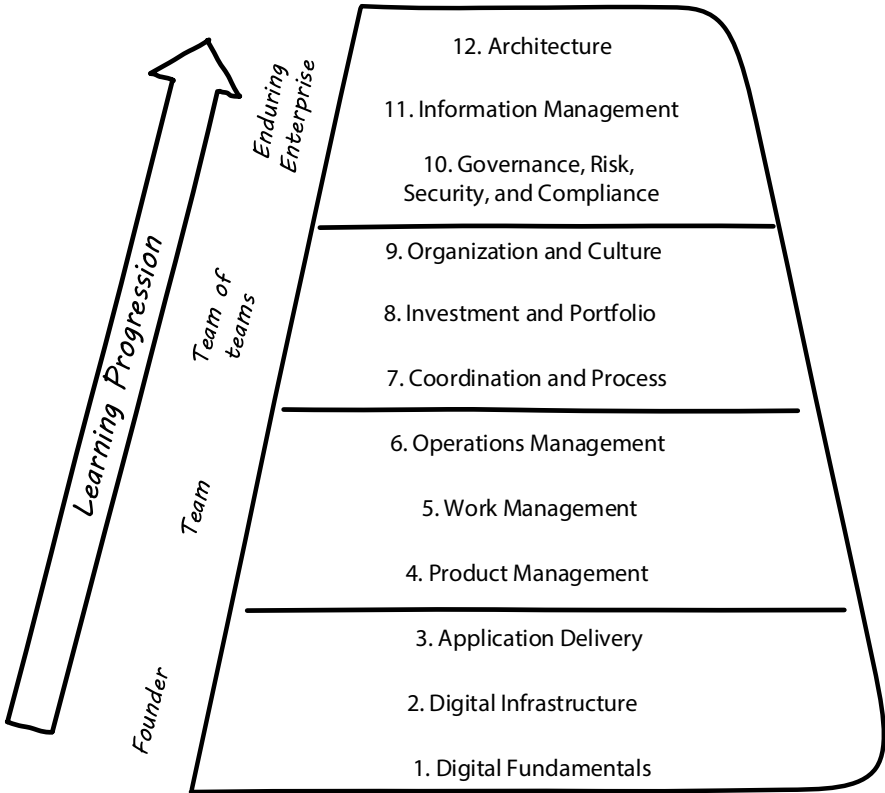 12. Architecture
11. Information Management
10. Governance, Risk,
Security, and Compliance
Enduring
Enterprise
9. Organization and Culture
8. Investment and Portfolio
7. Coordination and Process
Team of
teams
6. Operations Management
5. Work Management
4. Product Management
Team
3. Application Delivery
2. Digital Infrastructure
1. Digital Fundamentals
Founder
Learning Progression